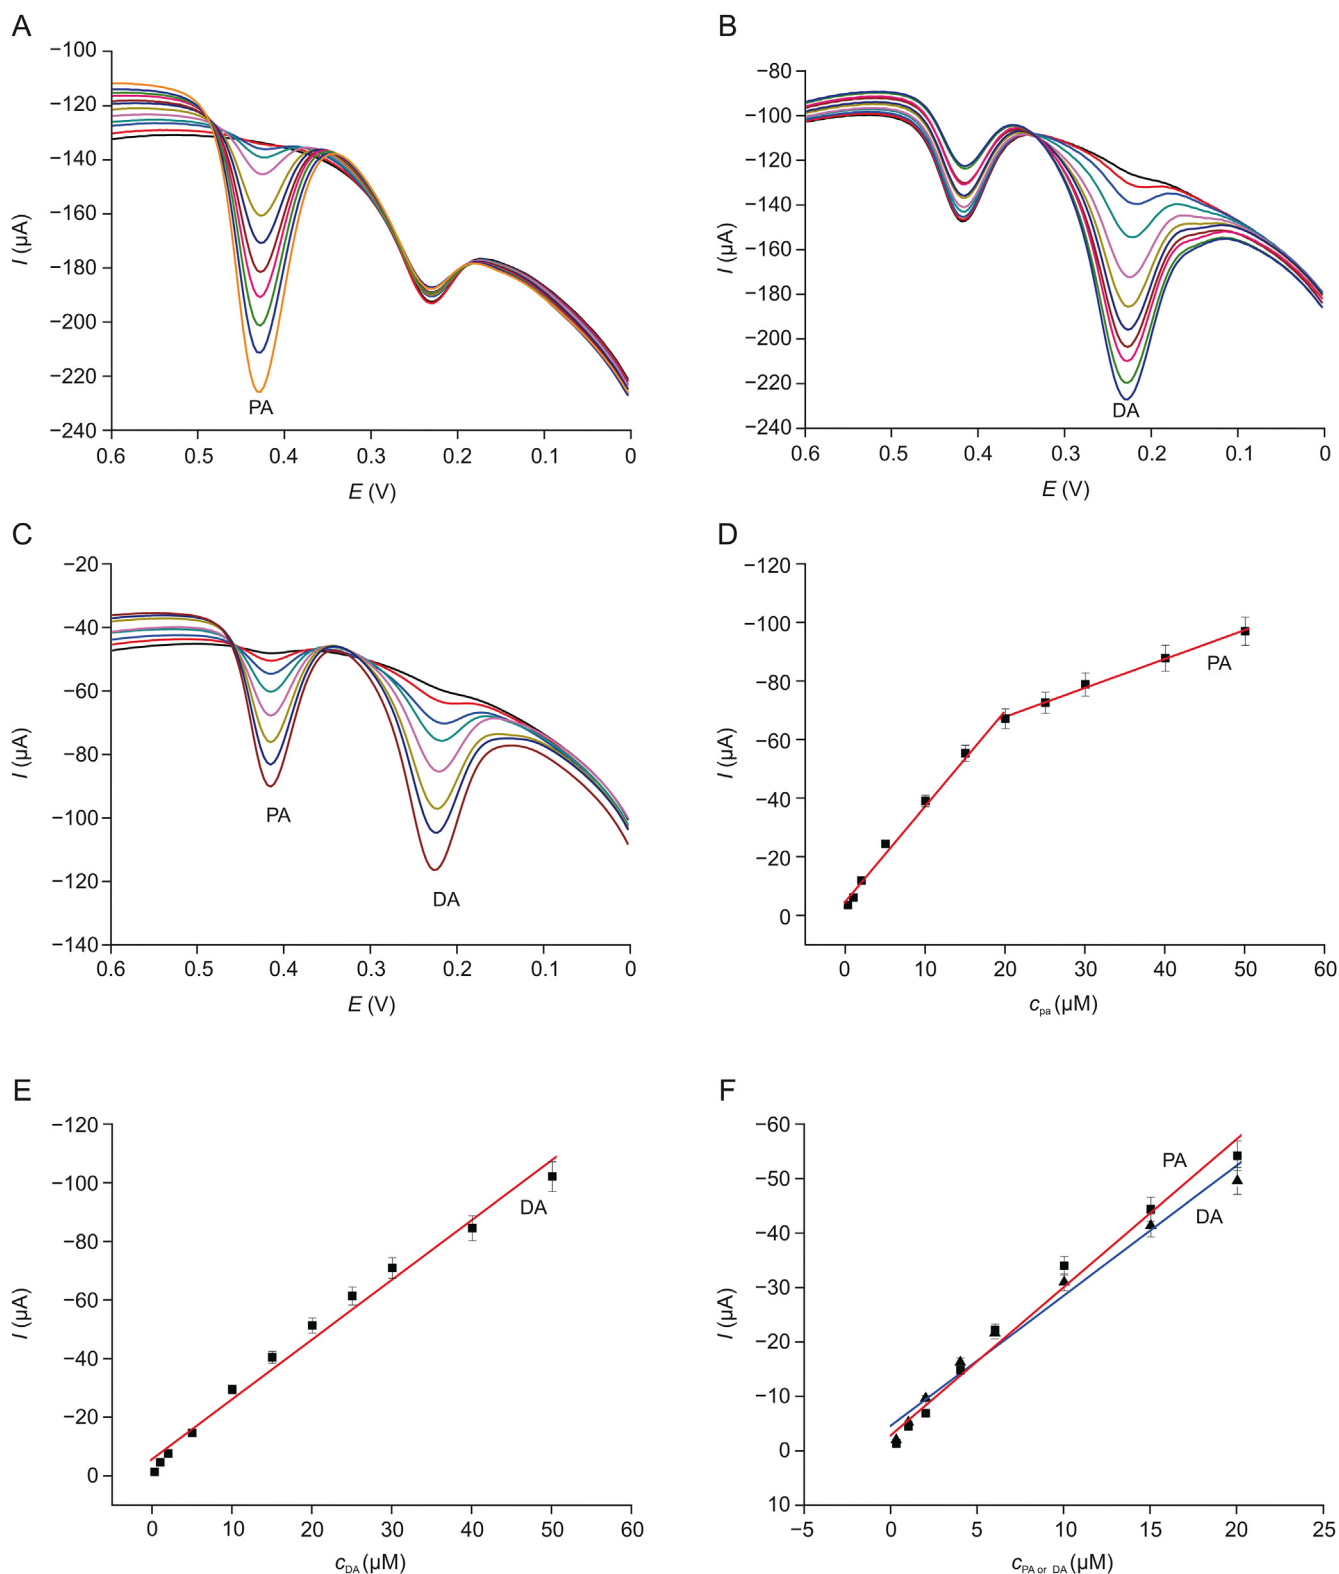 A
−100
−120
−140
−160
−180
−200
−220
−240
I (μA)
PA
0.6 0.5 0.4 0.3 0.2 0.1 0
E (V)
B
−80
−100
−120
−140
−160
−180
−200
−220
−240
I (μA)
DA
0.6 0.5 0.4 0.3 0.2 0.1 0
E (V)
C
−20
−40
−60
−80
−100
−120
−140
I (μA)
PA
DA
0.6 0.5 0.4 0.3 0.2 0.1 0
E (V)
D
−120
−100
−80
−60
−40
−20
0
I (μA)
PA
0 10 20 30 40 50 60
cpa (μM)
E
−120
−100
−80
−60
−40
−20
0
I (μA)
DA
0 10 20 30 40 50 60
cDA (μM)
F
−60
−50
−40
−30
−20
−10
0
10
I (μA)
PA
DA
−5 0 5 10 15 20 25
cPA or DA (μM)